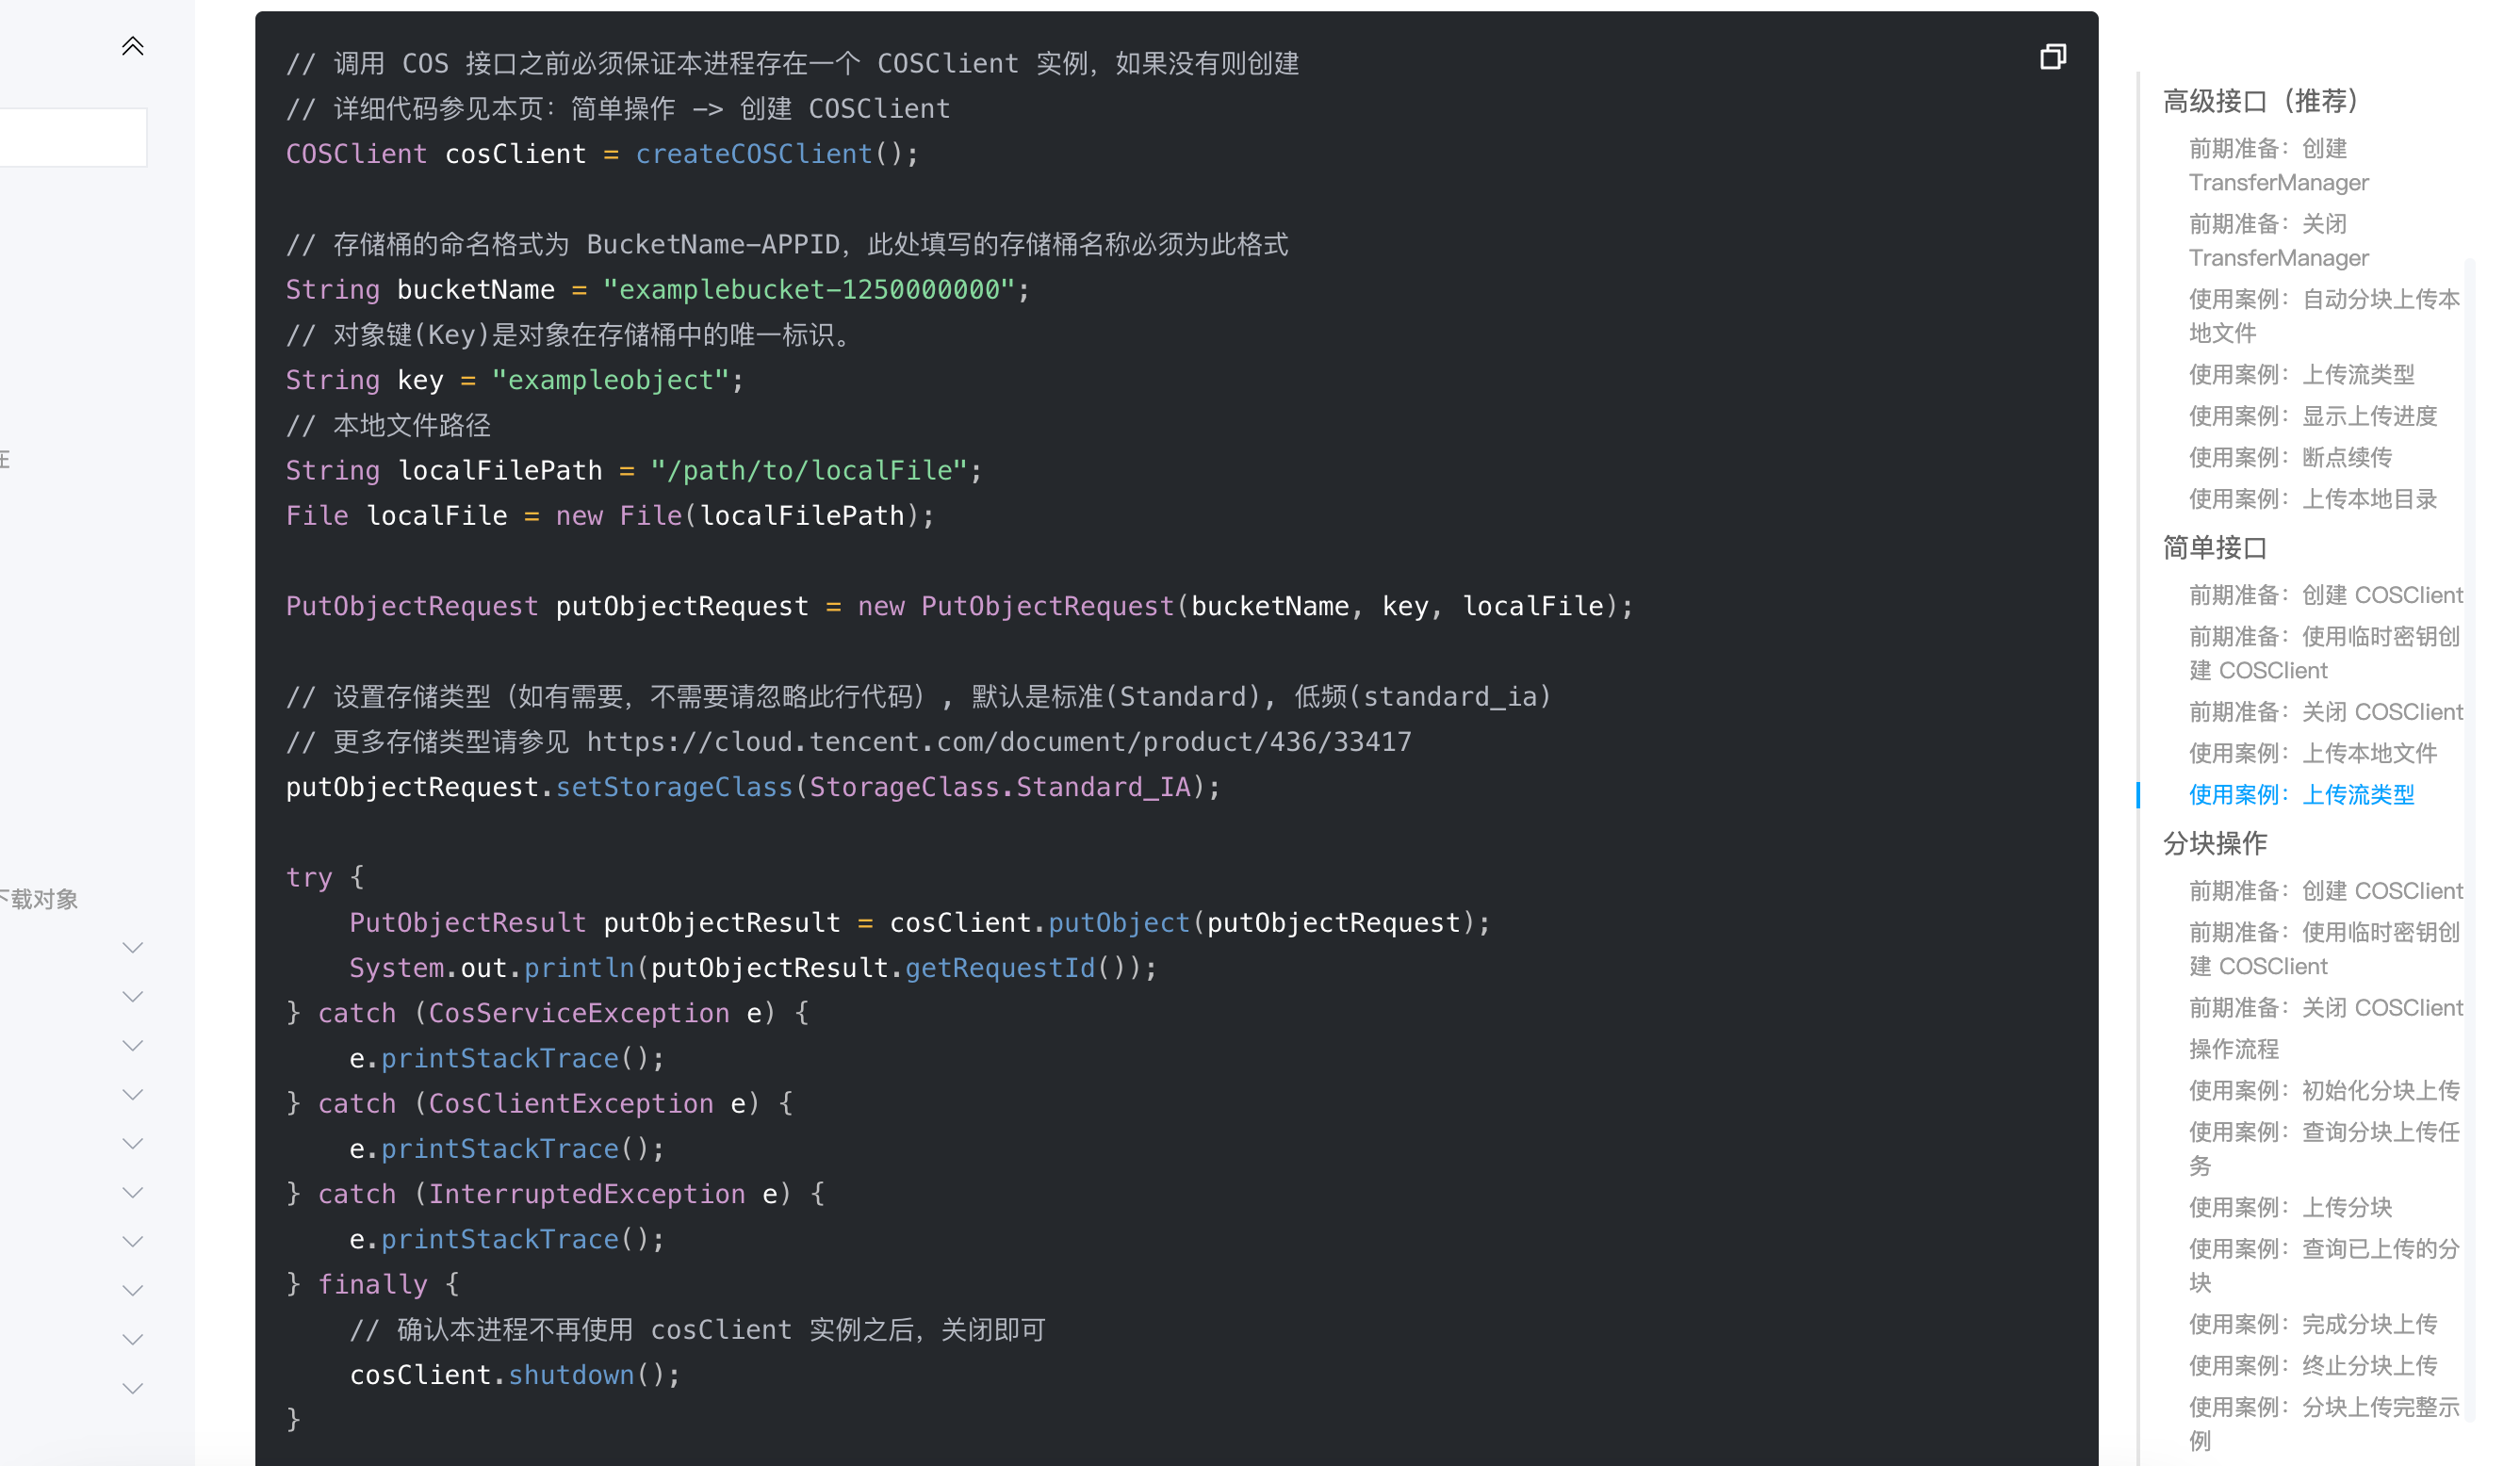 在
下载对象
// 调用 COS 接口之前必须保证本进程存在一个 COSClient 实例，如果没有则创建
// 详细代码参见本页：简单操作 -> 创建 COSClient
COSClient cosClient = createCOSClient();
// 存储桶的命名格式为 BucketName-APPID，此处填写的存储桶名称必须为此格式
String bucketName = "examplebucket-1250000000";
// 对象键(Key)是对象在存储桶中的唯一标识。
String key = "exampleobject";
// 本地文件路径
String localFilePath = "/path/to/localFile";
File localFile = new File(localFilePath);
PutObjectRequest putObjectRequest = new PutObjectRequest(bucketName, key, localFile);
// 设置存储类型（如有需要，不需要请忽略此行代码）, 默认是标准(Standard), 低频(standard_ia)
// 更多存储类型请参见 https://cloud.tencent.com/document/product/436/33417
putObjectRequest.setStorageClass(StorageClass.Standard_IA);
try {
    PutObjectResult putObjectResult = cosClient.putObject(putObjectRequest);
    System.out.println(putObjectResult.getRequestId());
} catch (CosServiceException e) {
    e.printStackTrace();
} catch (CosClientException e) {
    e.printStackTrace();
} catch (InterruptedException e) {
    e.printStackTrace();
} finally {
    // 确认本进程不再使用 cosClient 实例之后，关闭即可
    cosClient.shutdown();
}
高级接口（推荐）
前期准备：创建
TransferManager
前期准备：关闭
TransferManager
使用案例：自动分块上传本
地文件
使用案例：上传流类型
使用案例：显示上传进度
使用案例：断点续传
使用案例：上传本地目录
简单接口
前期准备：创建 COSClient
前期准备：使用临时密钥创
建 COSClient
前期准备：关闭 COSClient
使用案例：上传本地文件
使用案例：上传流类型
分块操作
前期准备：创建 COSClient
前期准备：使用临时密钥创
建 COSClient
前期准备：关闭 COSClient
操作流程
使用案例：初始化分块上传
使用案例：查询分块上传任
务
使用案例：上传分块
使用案例：查询已上传的分
块
使用案例：完成分块上传
使用案例：终止分块上传
使用案例：分块上传完整示
例